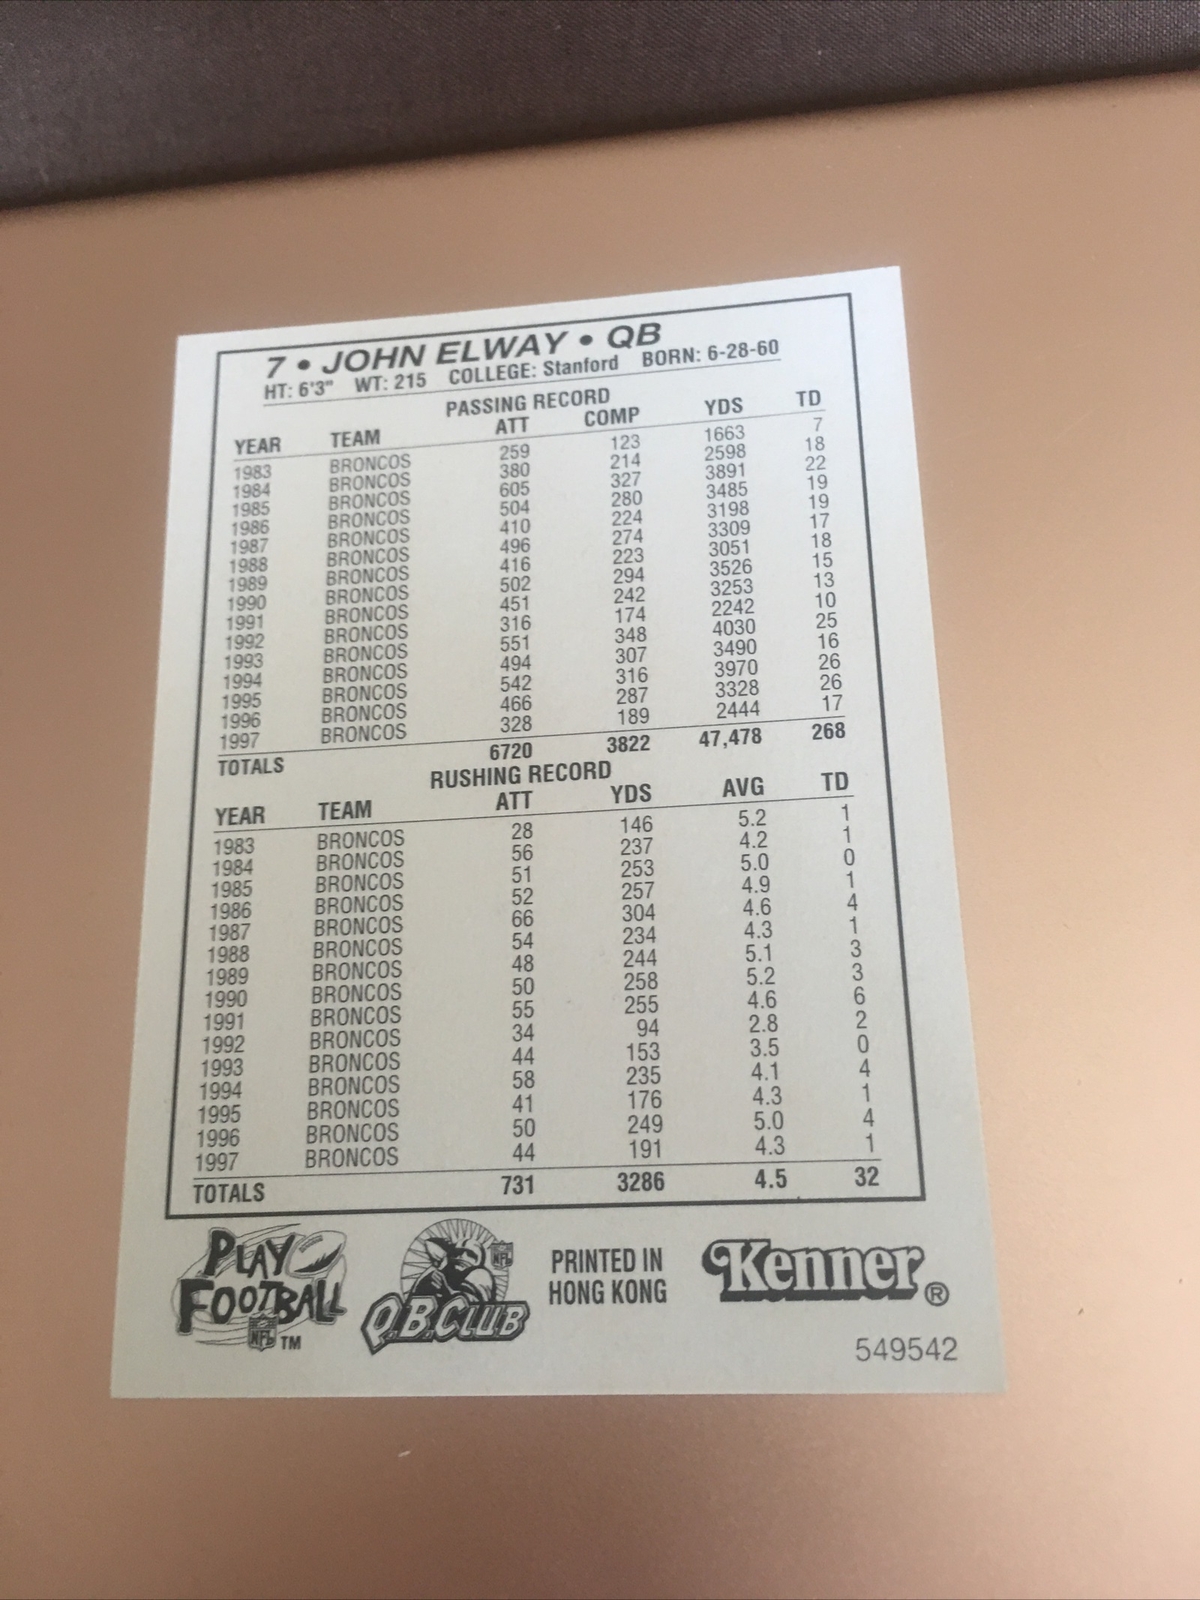 7 • JOHN ELWAY • QB
HT: 6'3" WT: 215 COLLEGE: Stanford BORN: 6-28-60
PASSING RECORD
YEAR TEAM ATT COMP YDS TD
1983 BRONCOS 259 123 1663 7
1984 BRONCOS 380 214 2598 18
1985 BRONCOS 605 327 3891 22
1986 BRONCOS 504 280 3485 19
1987 BRONCOS 410 224 3198 19
1988 BRONCOS 496 274 3309 17
1989 BRONCOS 416 223 3051 18
1990 BRONCOS 502 294 3526 15
1991 BRONCOS 451 242 3253 13
1992 BRONCOS 316 174 2242 10
1993 BRONCOS 551 348 4030 25
1994 BRONCOS 494 307 3490 16
1995 BRONCOS 542 316 3970 26
1996 BRONCOS 466 287 3328 26
1997 BRONCOS 328 189 2444 17
TOTALS 6720 3822 47,478 268
RUSHING RECORD
YEAR TEAM ATT YDS AVG TD
1983 BRONCOS 28 146 5.2 1
1984 BRONCOS 56 237 4.2 1
1985 BRONCOS 51 253 5.0 0
1986 BRONCOS 52 257 4.9 1
1987 BRONCOS 66 304 4.6 4
1988 BRONCOS 54 234 4.3 1
1989 BRONCOS 48 244 5.1 3
1990 BRONCOS 50 258 5.2 3
1991 BRONCOS 55 255 4.6 6
1992 BRONCOS 34 94 2.8 2
1993 BRONCOS 44 153 3.5 0
1994 BRONCOS 58 235 4.1 4
1995 BRONCOS 41 176 4.3 1
1996 BRONCOS 50 249 5.0 4
1997 BRONCOS 44 191 4.3 1
TOTALS 731 3286 4.5 32
PLAY FOOTBALL NFL TM
NFL Q.B. CLUB
PRINTED IN
HONG KONG
Kenner®
549542